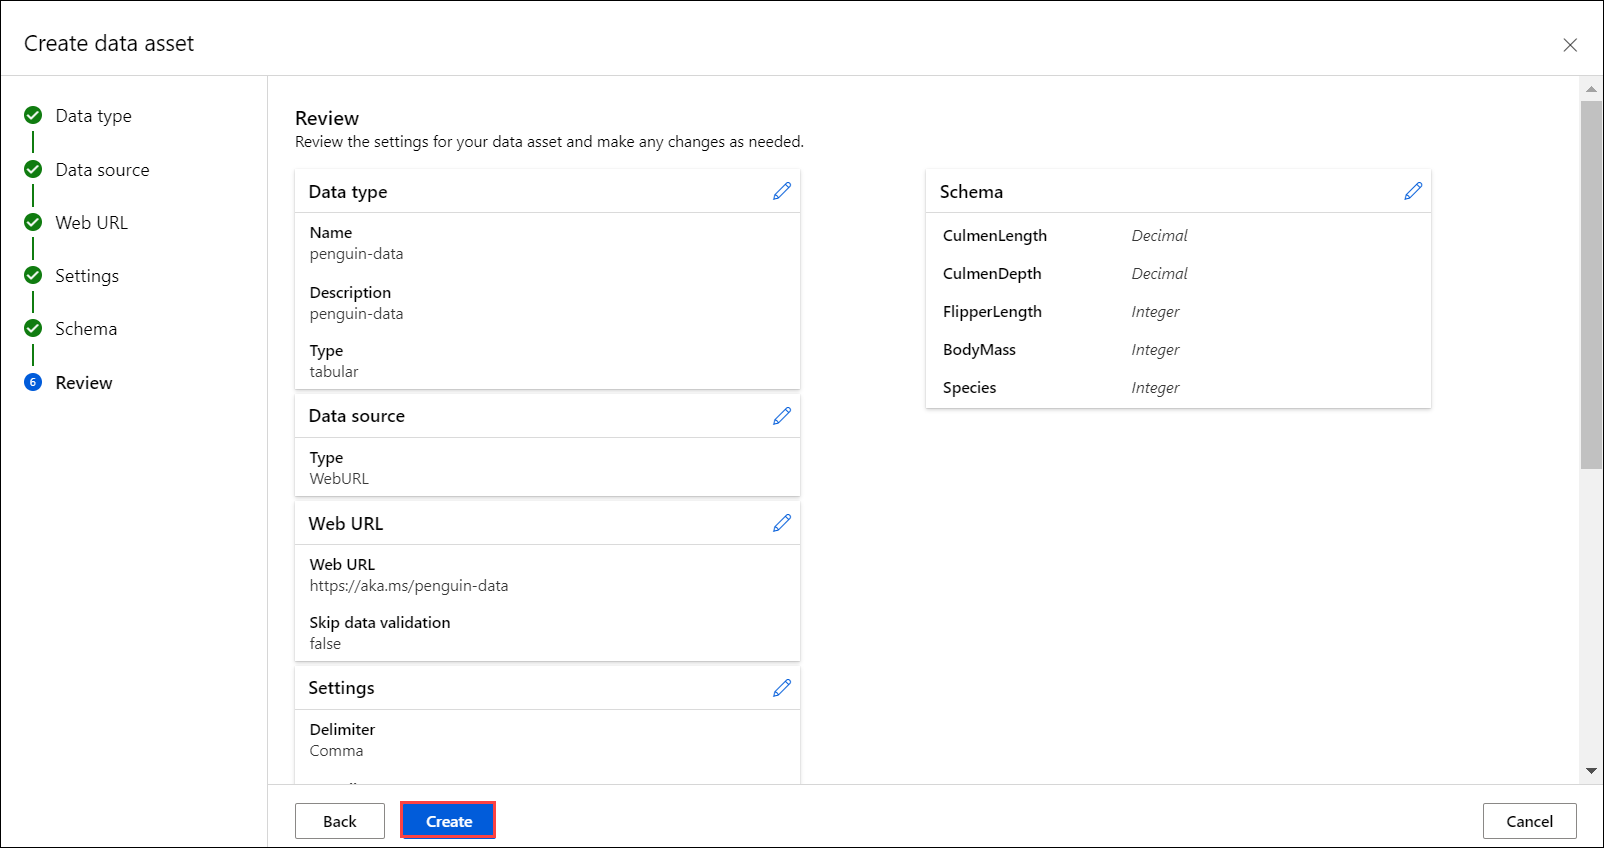 Create data asset
Data type
Data source
Web URL
Settings
Schema
6 Review
Review
Review the settings for your data asset and make any changes as needed.
Data type
Name
penguin-data
Description
penguin-data
Type
tabular
Data source
Type
WebURL
Web URL
Web URL
https://aka.ms/penguin-data
Skip data validation
false
Settings
Delimiter
Comma
Schema
CulmenLength Decimal
CulmenDepth Decimal
FlipperLength Integer
BodyMass Integer
Species Integer
Back
Create
Cancel